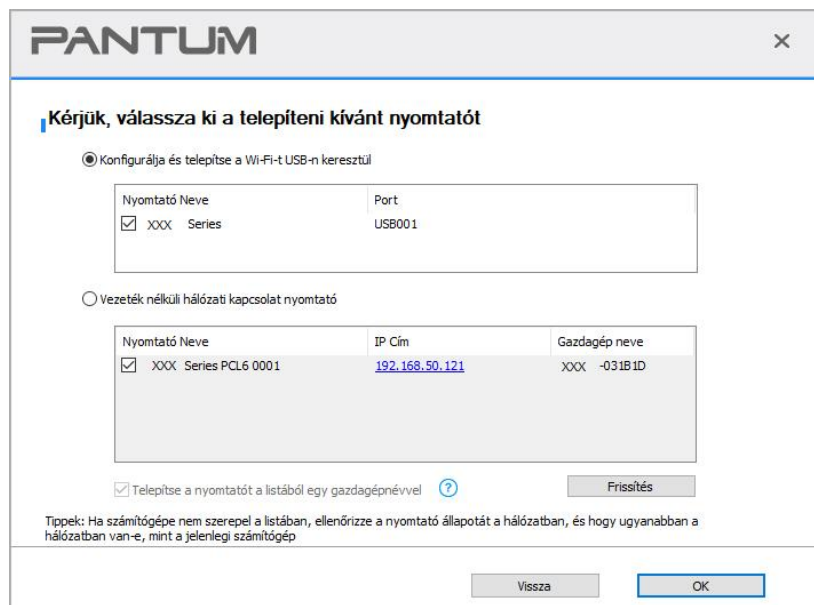 PANTUM
Kérjük, válassza ki a telepíteni kívánt nyomtatót
Konfigurálja és telepítse a Wi-Fi-t USB-n keresztül
Nyomtató Neve Port
XXX Series USB001
Vezeték nélküli hálózati kapcsolat nyomtató
Nyomtató Neve IP Cím Gazdagép neve
XXX Series PCL6 0001 192.168.50.121 XXX -031B1D
Telepítse a nyomtatót a listából egy gazdagépnévvel ? Frissítés
Tippek: Ha számítógépe nem szerepel a listában, ellenőrizze a nyomtató állapotát a hálózatban, és hogy ugyanabban a
hálózatban van-e, mint a jelenlegi számítógép
Vissza OK